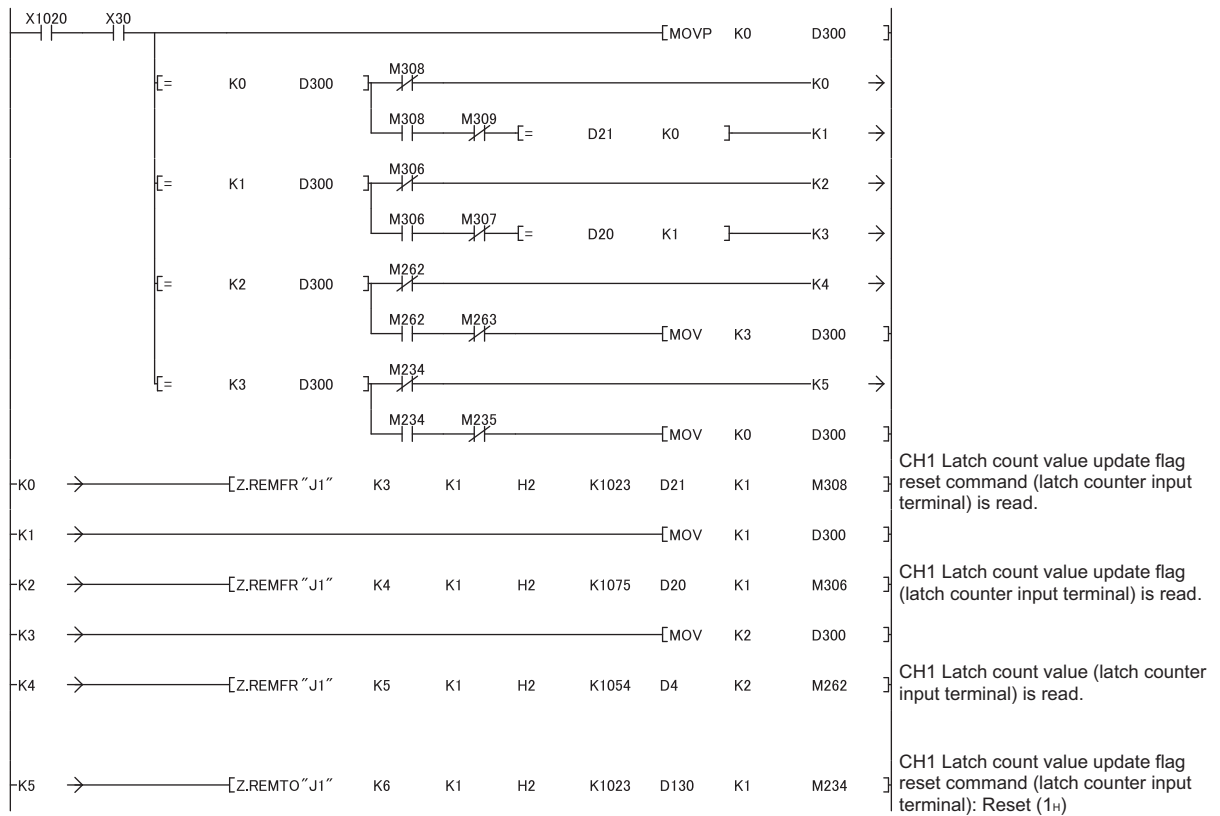 X1020 X30
MOVP K0 D300
= K0 D300 M308 K0
M308 M309 = D21 K0 K1
= K1 D300 M306 K2
M306 M307 = D20 K1 K3
= K2 D300 M262 K4
M262 M263 MOV K3 D300
= K3 D300 M234 K5
M234 M235 MOV K0 D300
K0 Z.REMFR "J1" K3 K1 H2 K1023 D21 K1 M308
CH1 Latch count value update flag
reset command (latch counter input
terminal) is read.
K1 MOV K1 D300
K2 Z.REMFR "J1" K4 K1 H2 K1075 D20 K1 M306
CH1 Latch count value update flag
(latch counter input terminal) is read.
K3 MOV K2 D300
K4 Z.REMFR "J1" K5 K1 H2 K1054 D4 K2 M262
CH1 Latch count value (latch counter
input terminal) is read.
K5 Z.REMTO "J1" K6 K1 H2 K1023 D130 K1 M234
CH1 Latch count value update flag
reset command (latch counter input
terminal): Reset (1H)